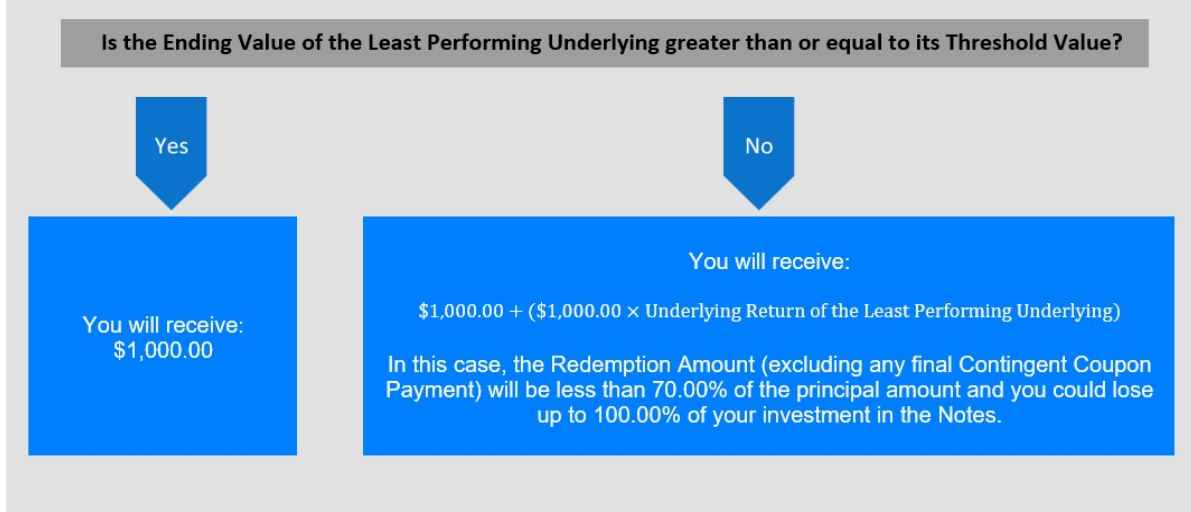 Is the Ending Value of the Least Performing Underlying greater than or equal to its Threshold Value?
Yes
No
You will receive:
$1,000.00
You will receive:
$1,000.00 + ($1,000.00 × Underlying Return of the Least Performing Underlying)
In this case, the Redemption Amount (excluding any final Contingent Coupon
Payment) will be less than 70.00% of the principal amount and you could lose
up to 100.00% of your investment in the Notes.